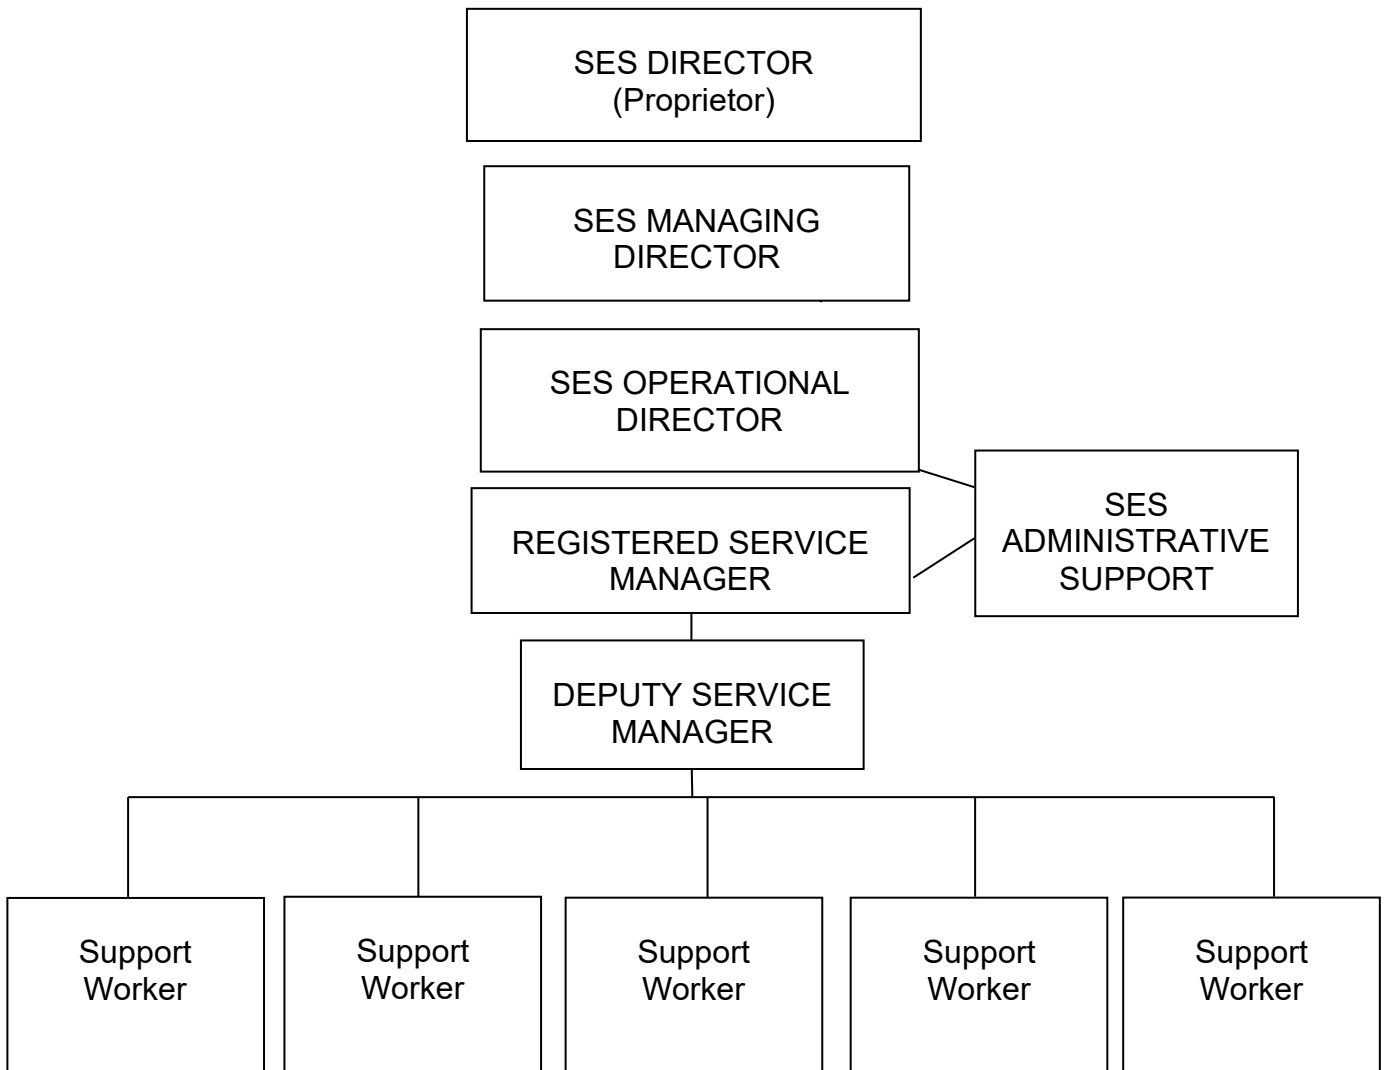 SES DIRECTOR
(Proprietor)
SES MANAGING
DIRECTOR
SES OPERATIONAL
DIRECTOR
SES
ADMINISTRATIVE
SUPPORT
REGISTERED SERVICE
MANAGER
DEPUTY SERVICE
MANAGER
Support
Worker
Support
Worker
Support
Worker
Support
Worker
Support
Worker